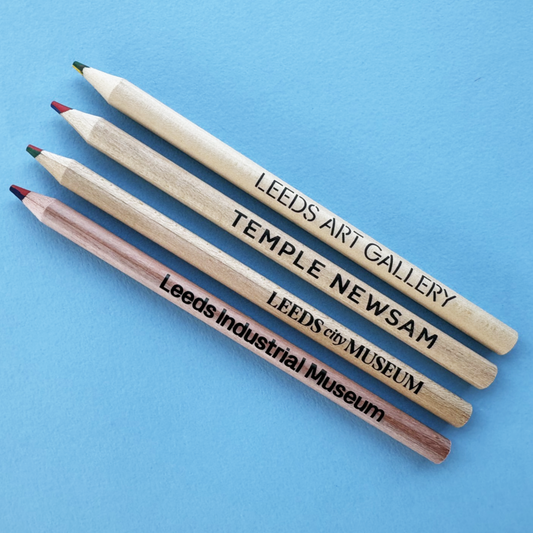 LEEDS ART GALLERY
TEMPLE NEWSAM
LEEDS city MUSEUM
Leeds Industrial Museum